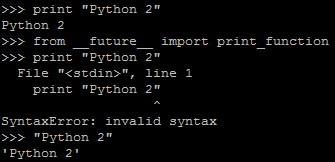 >>> print "Python 2"
Python 2
>>> from __future__ import print_function
>>> print "Python 2"
  File "<stdin>", line 1
    print "Python 2"
                   ^
SyntaxError: invalid syntax
>>> "Python 2"
'Python 2'